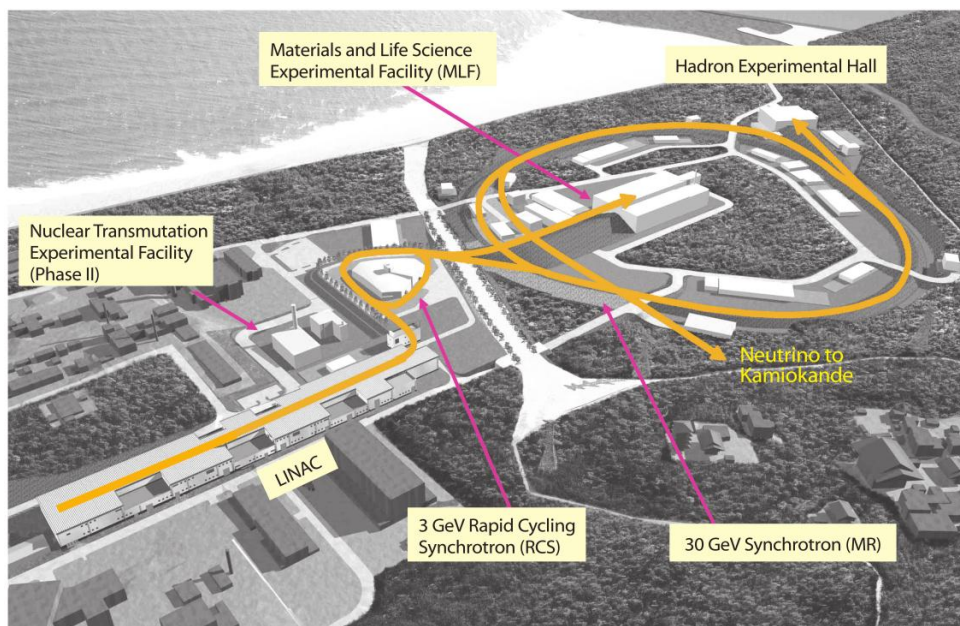 Materials and Life Science
Experimental Facility (MLF)
Hadron Experimental Hall
Nuclear Transmutation
Experimental Facility
(Phase II)
Neutrino to
Kamiokande
LINAC
3 GeV Rapid Cycling
Synchrotron (RCS)
30 GeV Synchrotron (MR)